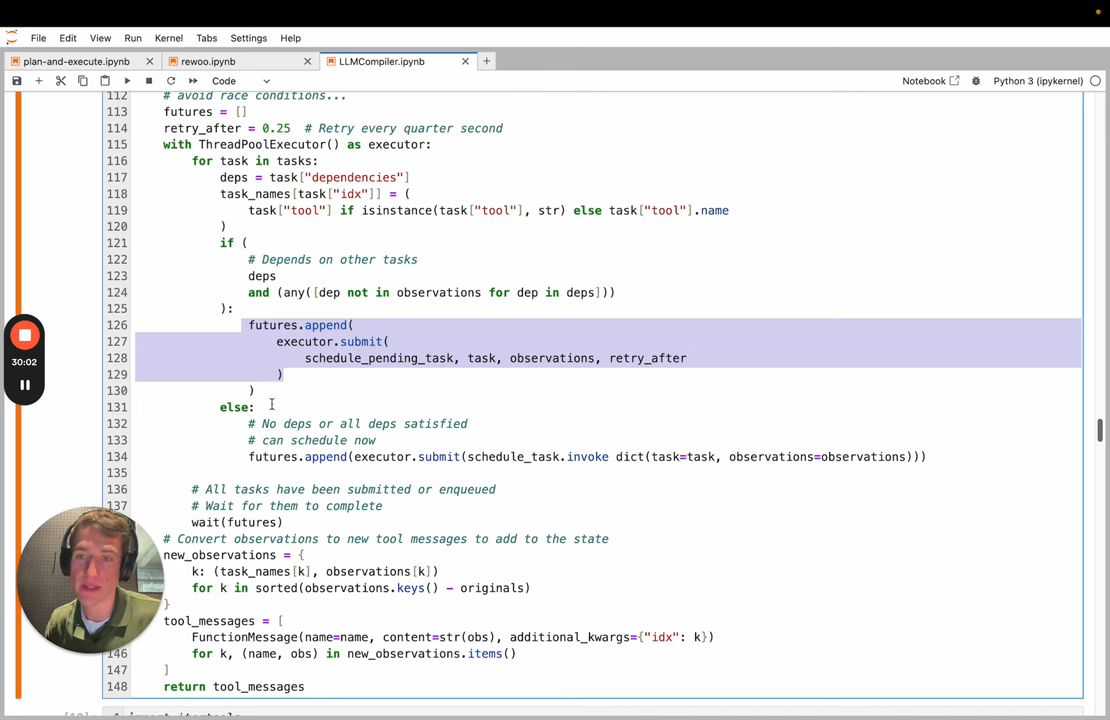 File Edit View Run Kernel Tabs Settings Help
plan-and-execute.ipynb rewoo.ipynb LLMCompiler.ipynb
Code Notebook Python 3 (ipykernel)
112 # avoid race conditions...
113 futures = []
114 retry_after = 0.25 # Retry every quarter second
115 with ThreadPoolExecutor() as executor:
116 for task in tasks:
117 deps = task["dependencies"]
118 task_names[task["idx"]] = (
119 task["tool"] if isinstance(task["tool"], str) else task["tool"].name
120 )
121 if (
122 # Depends on other tasks
123 deps
124 and (any([dep not in observations for dep in deps]))
125 ):
126 futures.append(
127 executor.submit(
128 schedule_pending_task, task, observations, retry_after
129 )
130 )
131 else:
132 # No deps or all deps satisfied
133 # can schedule now
134 futures.append(executor.submit(schedule_task.invoke dict(task=task, observations=observations)))
135
136 # All tasks have been submitted or enqueued
137 # Wait for them to complete
wait(futures)
# Convert observations to new tool messages to add to the state
new_observations = {
k: (task_names[k], observations[k])
for k in sorted(observations.keys() - originals)
}
tool_messages = [
FunctionMessage(name=name, content=str(obs), additional_kwargs={"idx": k})
146 for k, (name, obs) in new_observations.items()
147 ]
148 return tool_messages
30:02